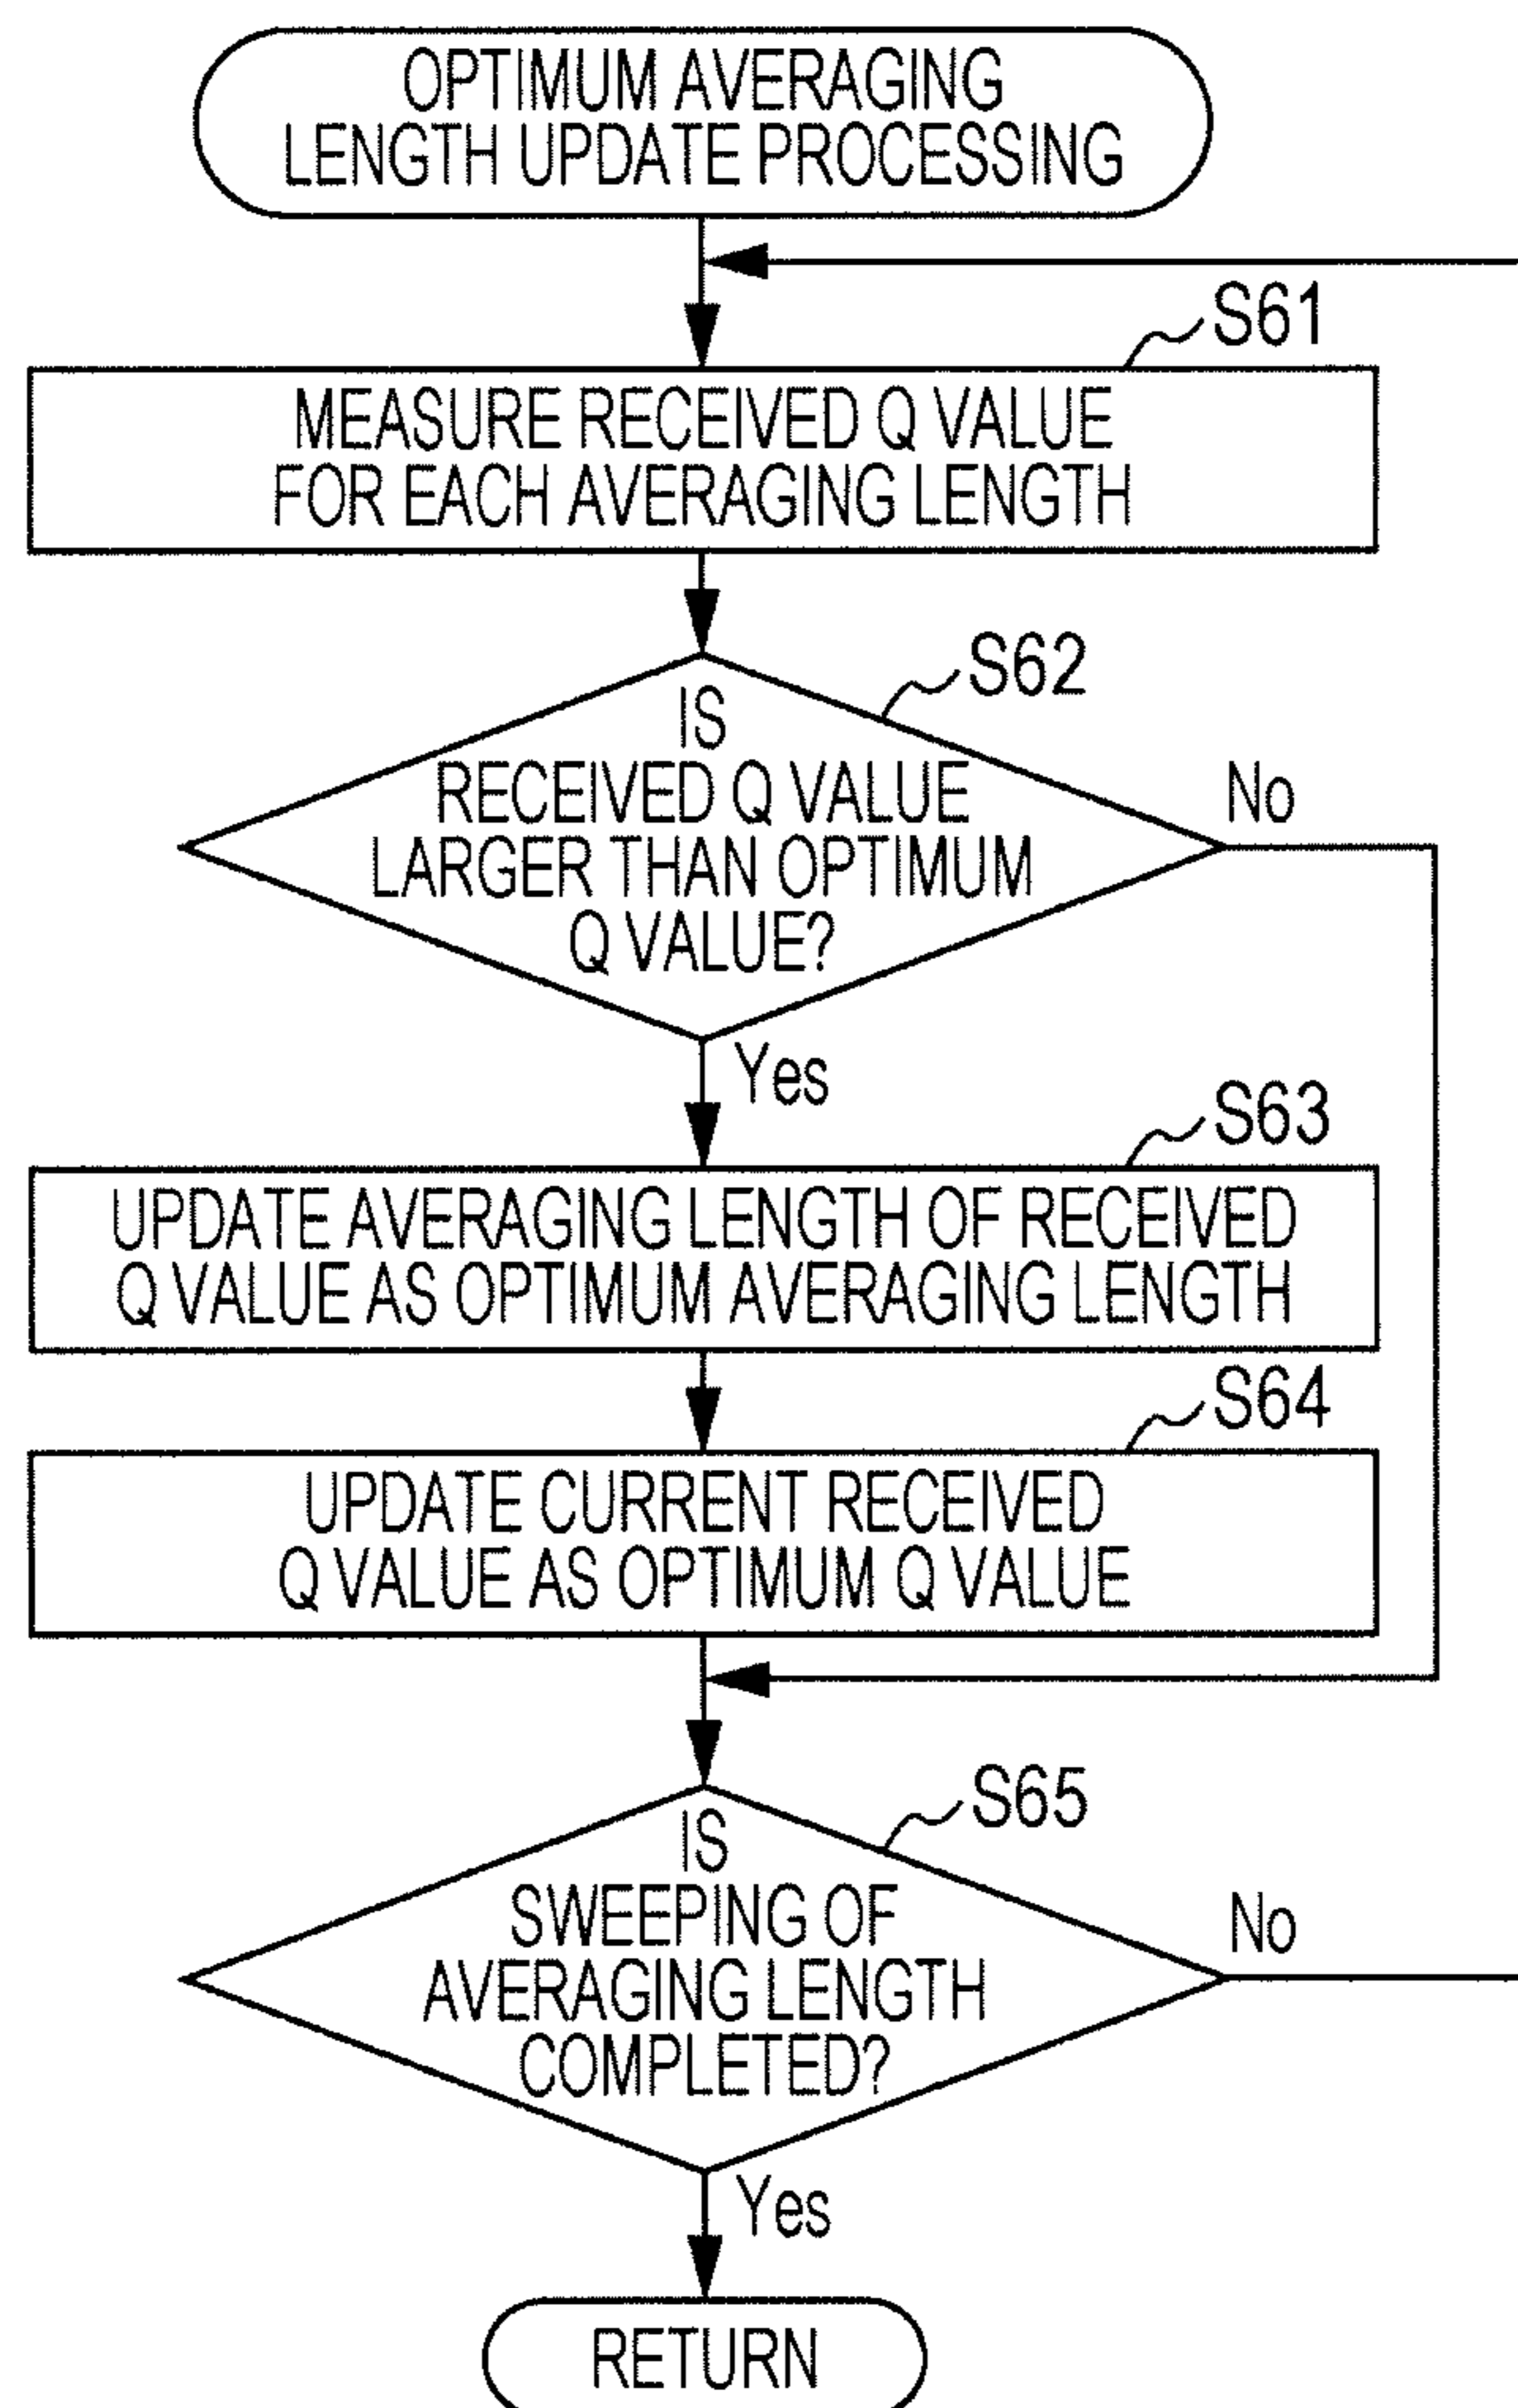 OPTIMUM AVERAGING
LENGTH UPDATE PROCESSING
S61
MEASURE RECEIVED Q VALUE
FOR EACH AVERAGING LENGTH
S62
IS
RECEIVED Q VALUE
LARGER THAN OPTIMUM
Q VALUE?
No
Yes
S63
UPDATE AVERAGING LENGTH OF RECEIVED
Q VALUE AS OPTIMUM AVERAGING LENGTH
S64
UPDATE CURRENT RECEIVED
Q VALUE AS OPTIMUM Q VALUE
S65
IS
SWEEPING OF
AVERAGING LENGTH
COMPLETED?
No
Yes
RETURN